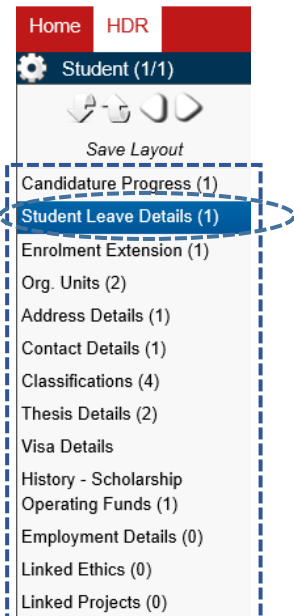 Home HDR
Student (1/1)
Save Layout
Candidature Progress (1)
Student Leave Details (1)
Enrolment Extension (1)
Org. Units (2)
Address Details (1)
Contact Details (1)
Classifications (4)
Thesis Details (2)
Visa Details
History - Scholarship
Operating Funds (1)
Employment Details (0)
Linked Ethics (0)
Linked Projects (0)